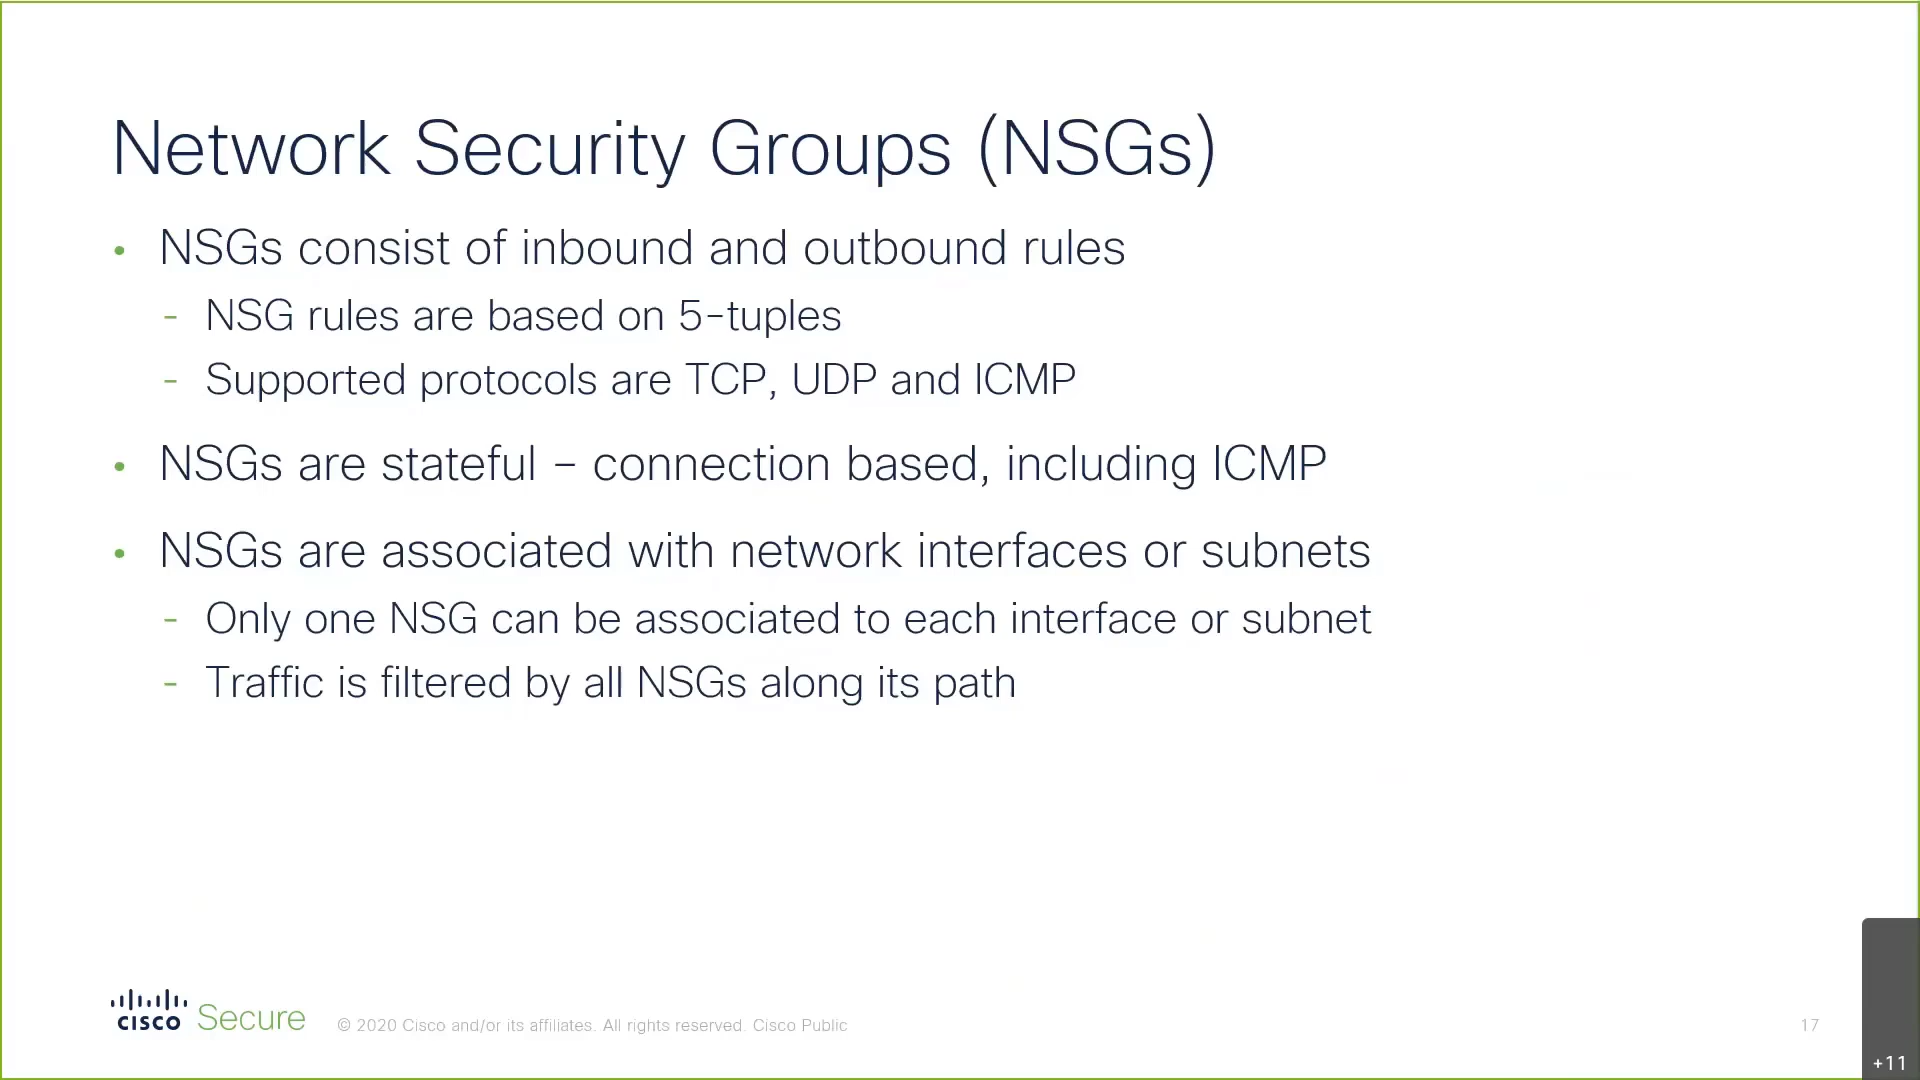 Network Security Groups (NSGs)
• NSGs consist of inbound and outbound rules
- NSG rules are based on 5-tuples
- Supported protocols are TCP, UDP and ICMP
• NSGs are stateful – connection based, including ICMP
• NSGs are associated with network interfaces or subnets
- Only one NSG can be associated to each interface or subnet
- Traffic is filtered by all NSGs along its path
cisco Secure © 2020 Cisco and/or its affiliates. All rights reserved. Cisco Public 17
+11